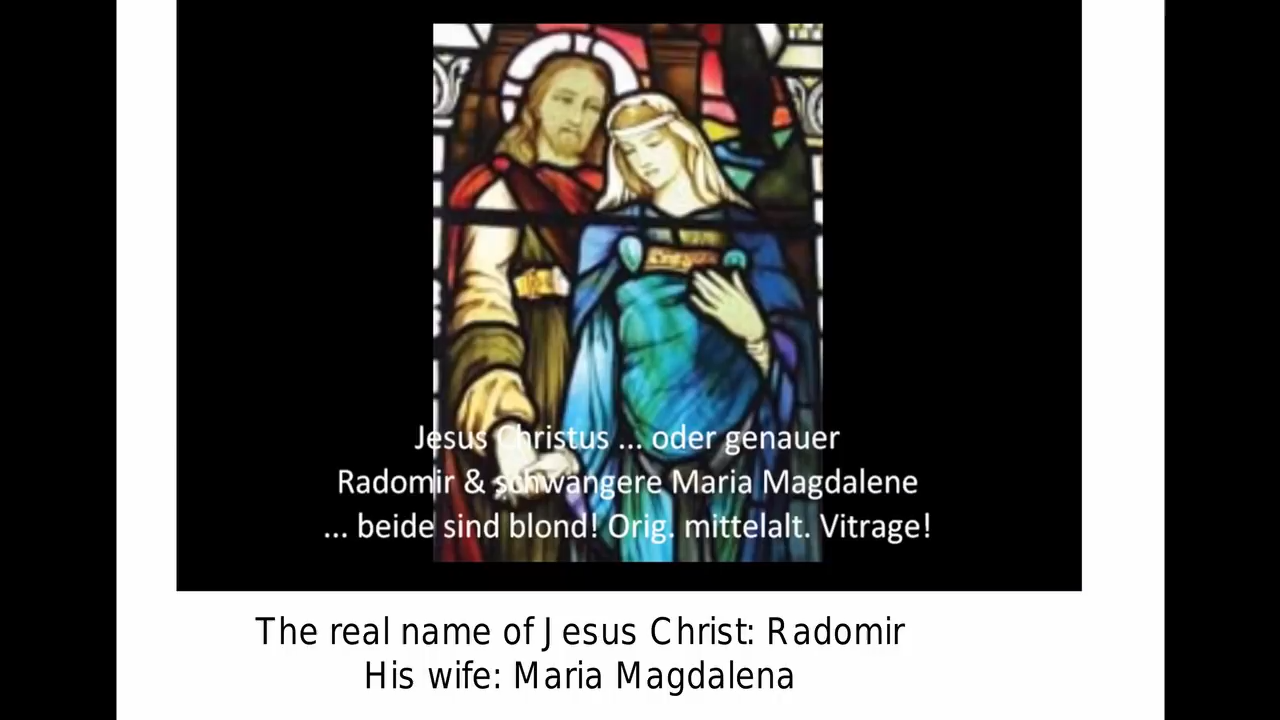 Jesus Christus ... oder genauer
Radomir & schwangere Maria Magdalene
... beide sind blond! Orig. mittelalt. Vitrage!
The real name of Jesus Christ: Radomir
His wife: Maria Magdalena